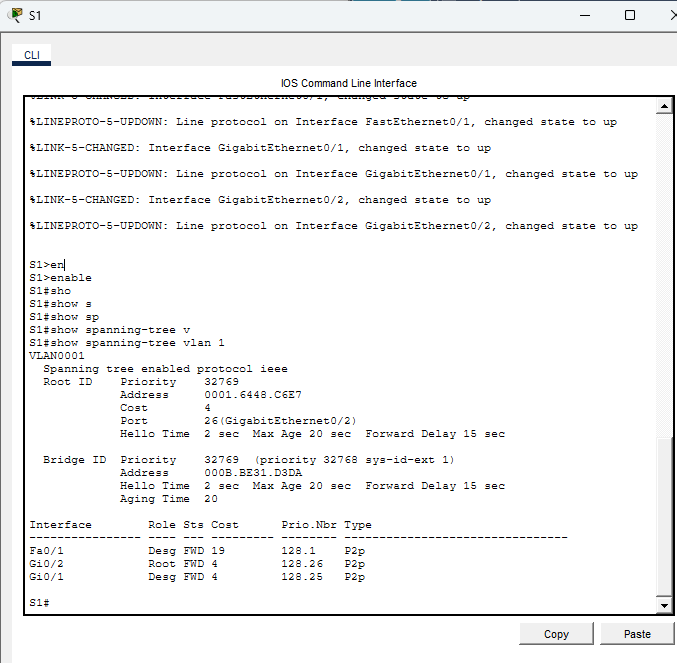 S1
CLI
IOS Command Line Interface
%LINK-5-CHANGED: Interface FastEthernet0/1, changed state to up
%LINEPROTO-5-UPDOWN: Line protocol on Interface FastEthernet0/1, changed state to up
%LINK-5-CHANGED: Interface GigabitEthernet0/1, changed state to up
%LINEPROTO-5-UPDOWN: Line protocol on Interface GigabitEthernet0/1, changed state to up
%LINK-5-CHANGED: Interface GigabitEthernet0/2, changed state to up
%LINEPROTO-5-UPDOWN: Line protocol on Interface GigabitEthernet0/2, changed state to up
S1>en
S1>enable
S1#sho
S1#show s
S1#show sp
S1#show spanning-tree v
S1#show spanning-tree vlan 1
VLAN0001
  Spanning tree enabled protocol ieee
  Root ID    Priority    32769
             Address     0001.6448.C6E7
             Cost        4
             Port        26(GigabitEthernet0/2)
             Hello Time  2 sec  Max Age 20 sec  Forward Delay 15 sec
  Bridge ID  Priority    32769  (priority 32768 sys-id-ext 1)
             Address     000B.BE31.D3DA
             Hello Time  2 sec  Max Age 20 sec  Forward Delay 15 sec
             Aging Time  20
Interface        Role Sts Cost      Prio.Nbr Type
---------------- ---- --- --------- -------- --------------------------------
Fa0/1            Desg FWD 19        128.1    P2p
Gi0/2            Root FWD 4         128.26   P2p
Gi0/1            Desg FWD 4         128.25   P2p
S1#
Copy Paste